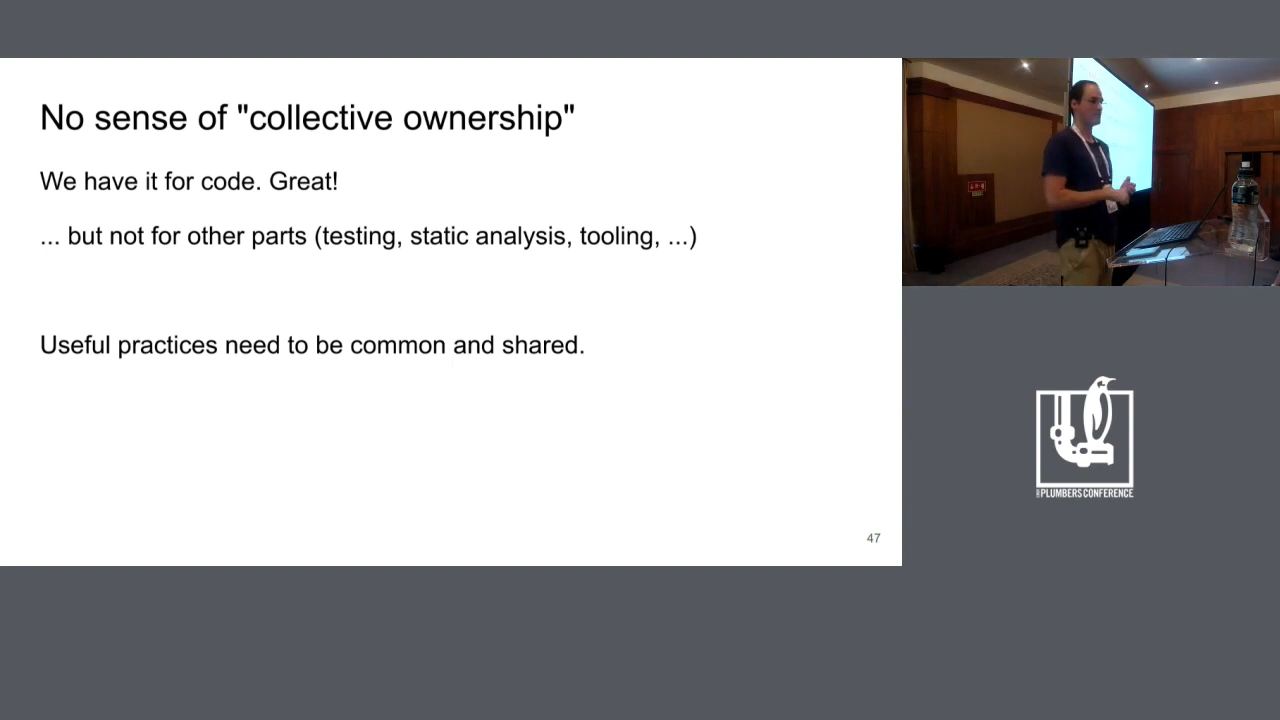 No sense of "collective ownership"
We have it for code. Great!
... but not for other parts (testing, static analysis, tooling, ...)
Useful practices need to be common and shared.
47
PLUMBERS CONFERENCE